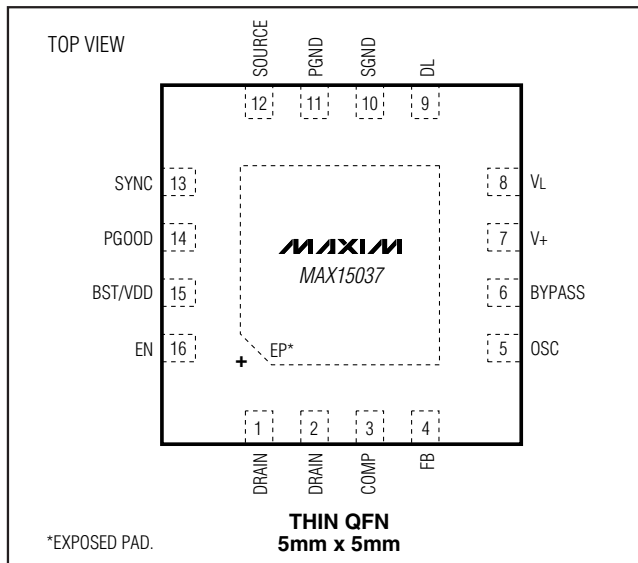 TOP VIEW
SOURCE PGND SGND DL
12 11 10 9
SYNC 13
8 VL
PGOOD 14
7 V+
MAXIM
MAX15037
BST/VDD 15
6 BYPASS
EN 16
5 OSC
+ EP*
1 2 3 4
DRAIN DRAIN COMP FB
THIN QFN
5mm x 5mm
*EXPOSED PAD.